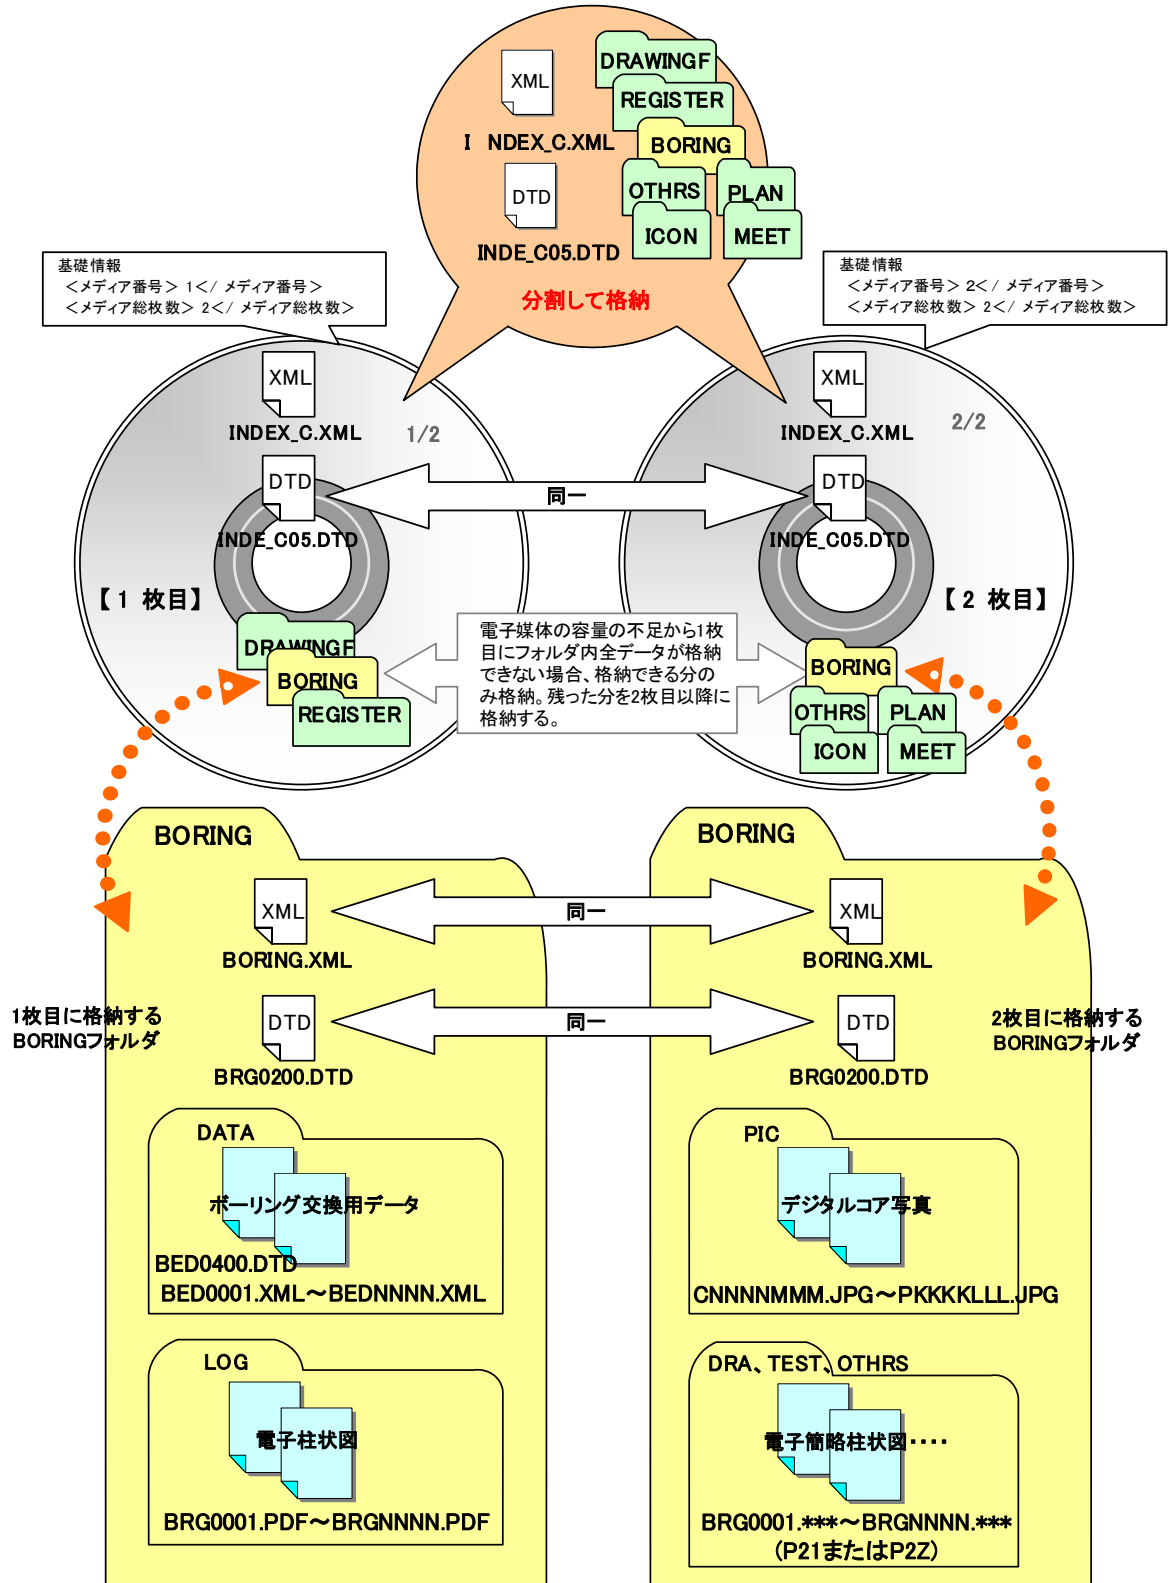 XML
I NDEX_C.XML
DTD
INDE_C05.DTD
DRAWINGF
REGISTER
BORING
OTHRS
PLAN
ICON
MEET
分割して格納
基礎情報
＜メディア番号＞ 1＜/ メディア番号＞
＜メディア総枚数＞ 2＜/ メディア総枚数＞
基礎情報
＜メディア番号＞ 2＜/ メディア番号＞
＜メディア総枚数＞ 2＜/ メディア総枚数＞
XML
INDEX_C.XML
1/2
DTD
INDE_C05.DTD
【1 枚目】
DRAWINGF
BORING
REGISTER
同一
XML
INDEX_C.XML
2/2
DTD
INDE_C05.DTD
【2 枚目】
BORING
OTHRS
PLAN
ICON
MEET
電子媒体の容量の不足から1枚
目にフォルダ内全データが格納
できない場合、格納できる分の
み格納。残った分を2枚目以降に
格納する。
BORING
XML
BORING.XML
同一
DTD
BRG0200.DTD
同一
1枚目に格納する
BORINGフォルダ
DATA
ボーリング交換用データ
BED0400.DTD
BED0001.XML～BEDNNNN.XML
LOG
電子柱状図
BRG0001.PDF～BRGNNNN.PDF
BORING
XML
BORING.XML
DTD
BRG0200.DTD
2枚目に格納する
BORINGフォルダ
PIC
デジタルコア写真
CNNNNMMM.JPG～PKKKKLLL.JPG
DRA、TEST、OTHRS
電子簡略柱状図・・・・
BRG0001.***～BRGNNNN.***
(P21またはP2Z)